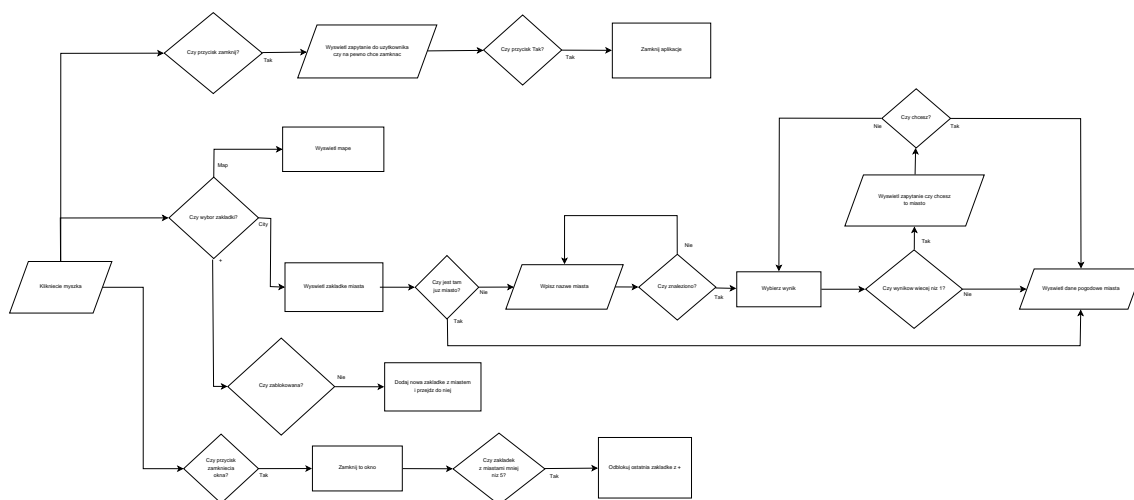 Czy przycisk zamknij?
Tak
Wyswietl zapytanie do uzytkownika
czy na pewno chce zamknac
Czy przycisk Tak?
Tak
Zamknij aplikacje
Czy chcesz?
Nie
Tak
Wyswietl mape
Map
Wyswietl zapytanie czy chcesz
to miasto
Czy wybor zakladki?
City
Tak
Nie
+
Klikniecie myszka
Wyswietl zakladke miasta
Czy jest tam
juz miasto?
Nie
Tak
Wpisz nazwe miasta
Czy znaleziono?
Tak
Wybierz wynik
Czy wynikow wiecej niz 1?
Nie
Wyswietl dane pogodowe miasta
Czy zablokowana?
Nie
Dodaj nowa zakladke z miastem
i przejdz do niej
Czy przycisk
zamkniecia
okna?
Tak
Zamknij to okno
Czy zakladek
z miastami mniej
niz 5?
Tak
Odblokuj ostatnia zakladke z +